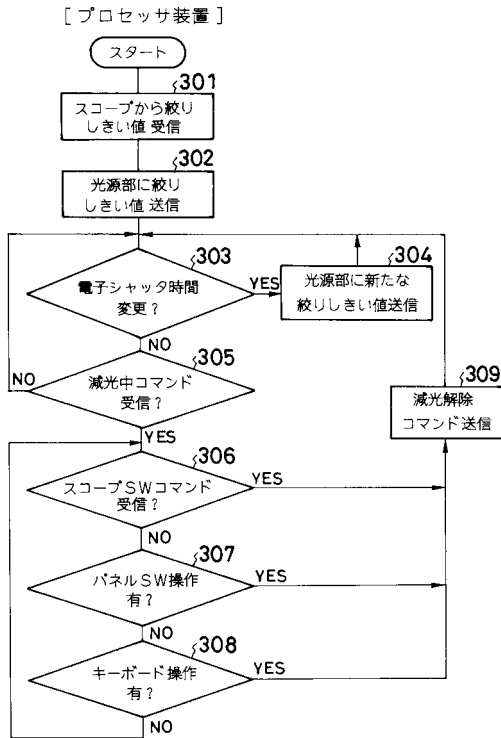 ［プロセッサ装置］
スタート
301
スコープから絞り
しきい値 受信
302
光源部に絞り
しきい値 送信
303
電子シャッタ時間
変更？
YES
304
光源部に新たな
絞りしきい値送信
NO
305
減光中コマンド
受信？
NO
YES
309
減光解除
コマンド送信
306
スコープSWコマンド
受信？
YES
NO
307
パネルSW操作
有？
YES
NO
308
キーボード操作
有？
YES
NO